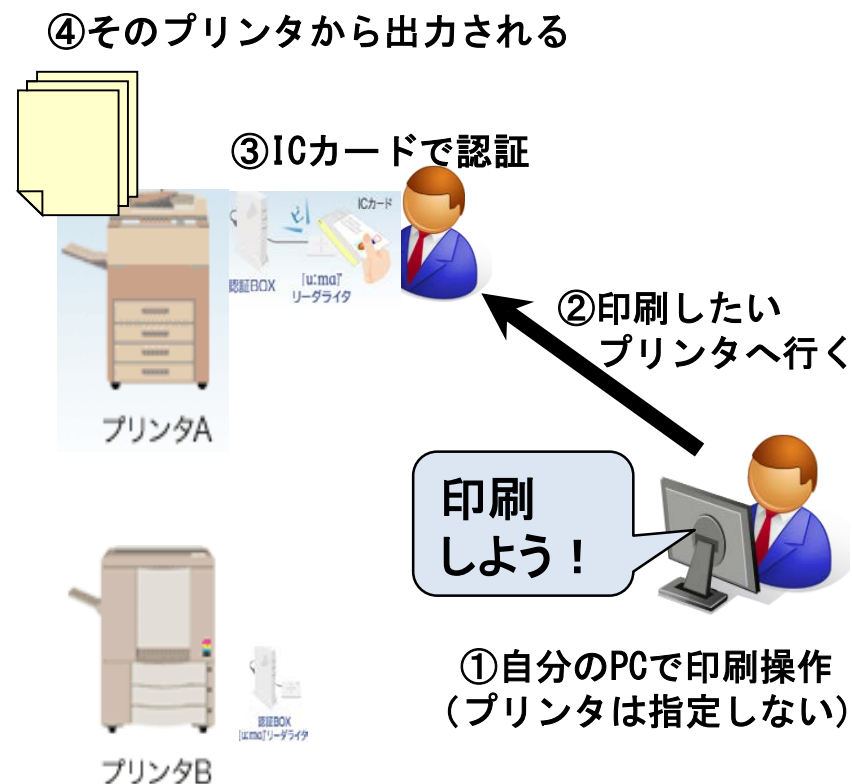 ④そのプリンタから出力される
③ICカードで認証
ICカード
認証BOX
「u:ma」
リーダライタ
②印刷したい
プリンタへ行く
プリンタA
印刷
しよう！
①自分のPCで印刷操作
（プリンタは指定しない）
認証BOX
「u:ma」リーダライタ
プリンタB